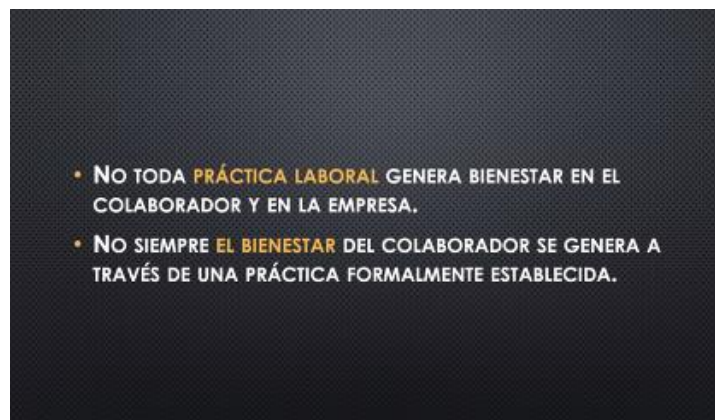 • No toda práctica laboral genera bienestar en el
colaborador y en la empresa.
• No siempre el bienestar del colaborador se genera a
través de una práctica formalmente establecida.